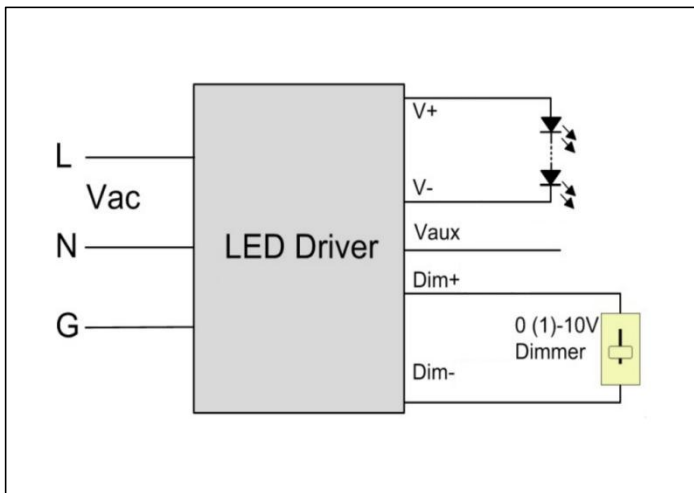 L
Vac
N
G
LED Driver
V+
V-
Vaux
Dim+
0 (1)-10V
Dimmer
Dim-